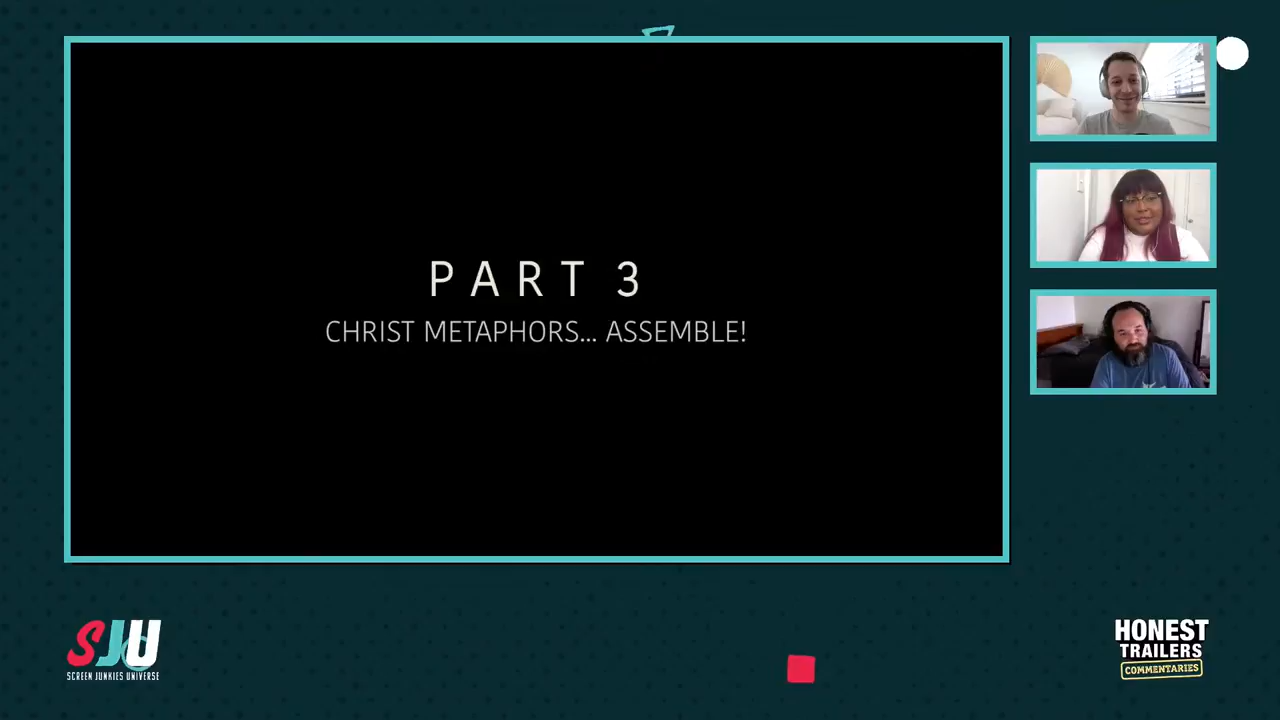 PART 3
CHRIST METAPHORS... ASSEMBLE!
SJU
SCREEN JUNKIES UNIVERSE
HONEST
TRAILERS
COMMENTARIES